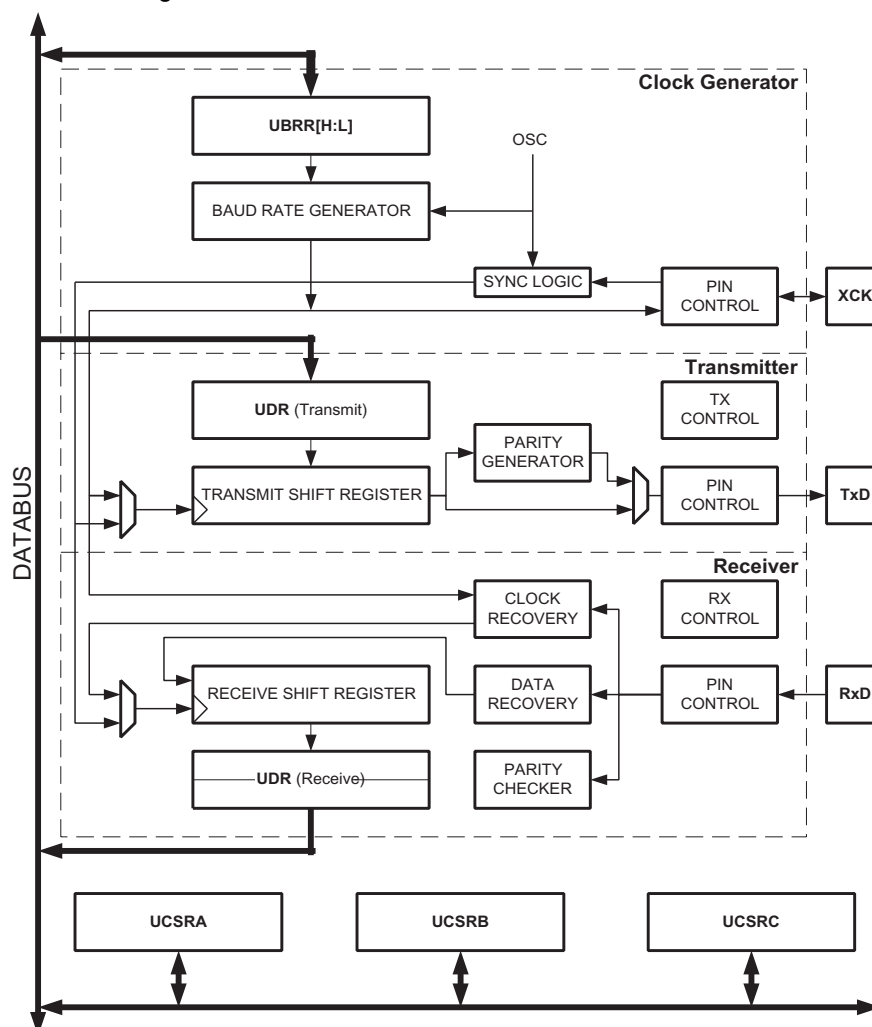 Clock Generator
UBRR[H:L]
OSC
BAUD RATE GENERATOR
SYNC LOGIC
PIN
CONTROL
XCK
Transmitter
UDR (Transmit)
TX
CONTROL
PARITY
GENERATOR
TRANSMIT SHIFT REGISTER
PIN
CONTROL
TxD
DATABUS
Receiver
CLOCK
RECOVERY
RX
CONTROL
RECEIVE SHIFT REGISTER
DATA
RECOVERY
PIN
CONTROL
RxD
UDR (Receive)
PARITY
CHECKER
UCSRA
UCSRB
UCSRC